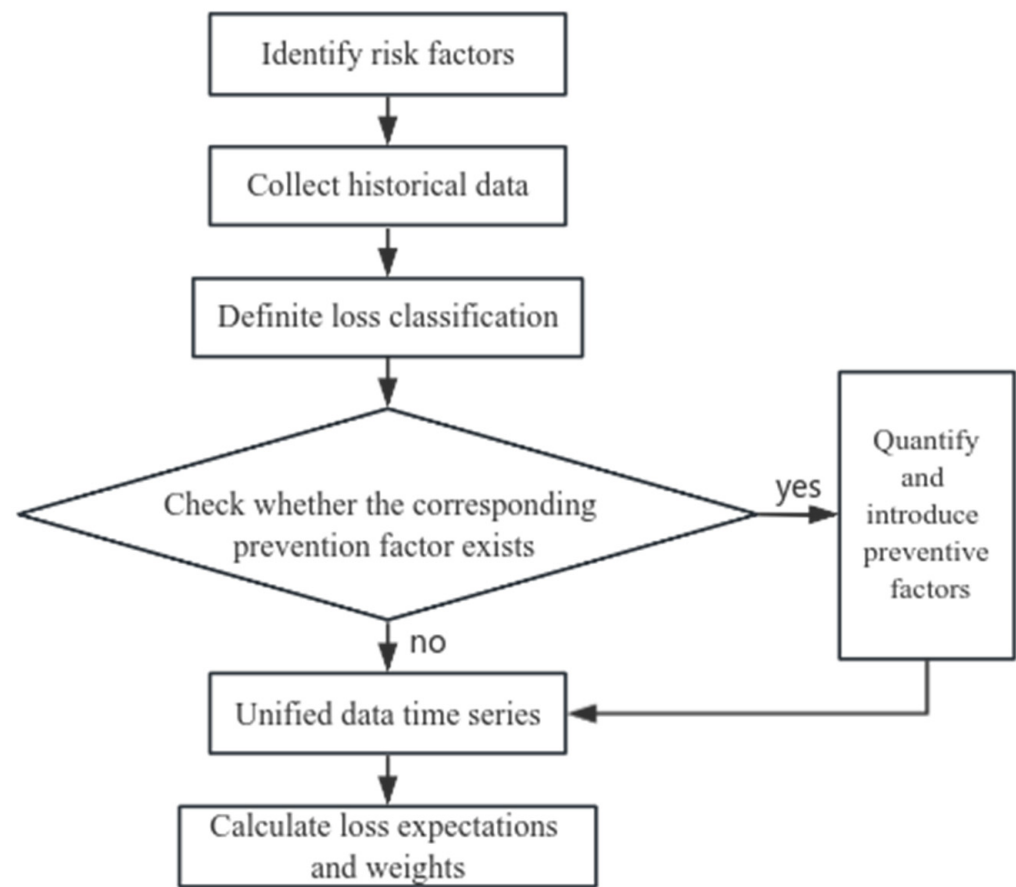 Identify risk factors
Collect historical data
Definite loss classification
Check whether the corresponding
prevention factor exists
yes
Quantify
and
introduce
preventive
factors
no
Unified data time series
Calculate loss expectations
and weights